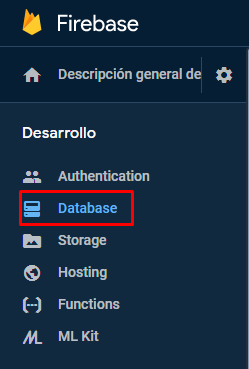 Firebase
Descripción general de
Desarrollo
Authentication
Database
Storage
Hosting
Functions
ML Kit